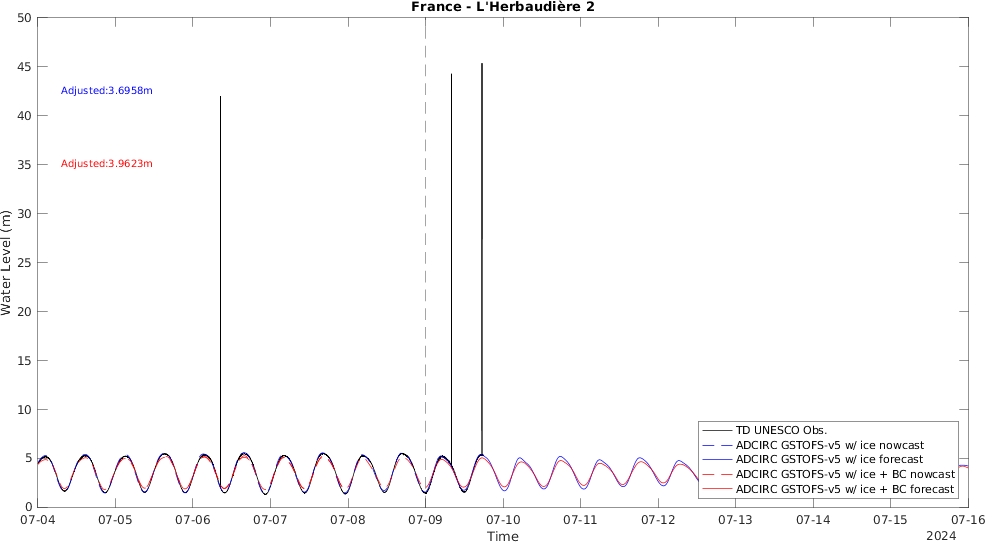 France - L'Herbaudière 2
50
45
40
35
30
25
20
15
10
5
0
Water Level (m)
Adjusted:3.6958m
Adjusted:3.9623m
TD UNESCO Obs.
ADCIRC GSTOFS-v5 w/ ice nowcast
ADCIRC GSTOFS-v5 w/ ice forecast
ADCIRC GSTOFS-v5 w/ ice + BC nowcast
ADCIRC GSTOFS-v5 w/ ice + BC forecast
07-04 07-05 07-06 07-07 07-08 07-09 07-10 07-11 07-12 07-13 07-14 07-15 07-16
Time
2024